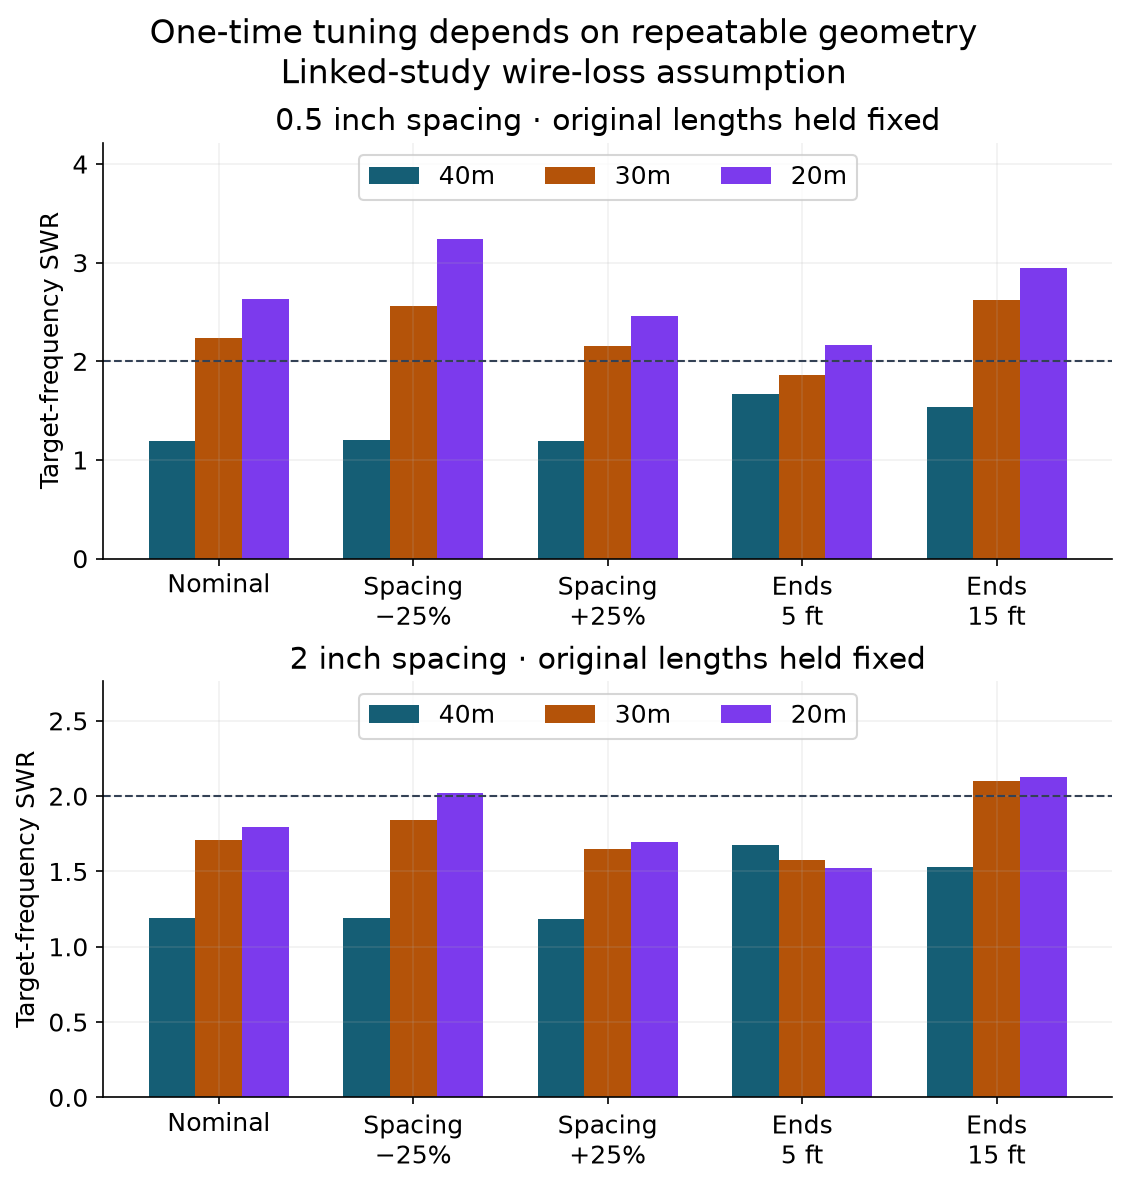 One-time tuning depends on repeatable geometry
Linked-study wire-loss assumption
0.5 inch spacing · original lengths held fixed
40m 30m 20m
Target-frequency SWR
4
3
2
1
0
Nominal
Spacing
−25%
Spacing
+25%
Ends
5 ft
Ends
15 ft
2 inch spacing · original lengths held fixed
40m 30m 20m
Target-frequency SWR
2.5
2.0
1.5
1.0
0.5
0.0
Nominal
Spacing
−25%
Spacing
+25%
Ends
5 ft
Ends
15 ft